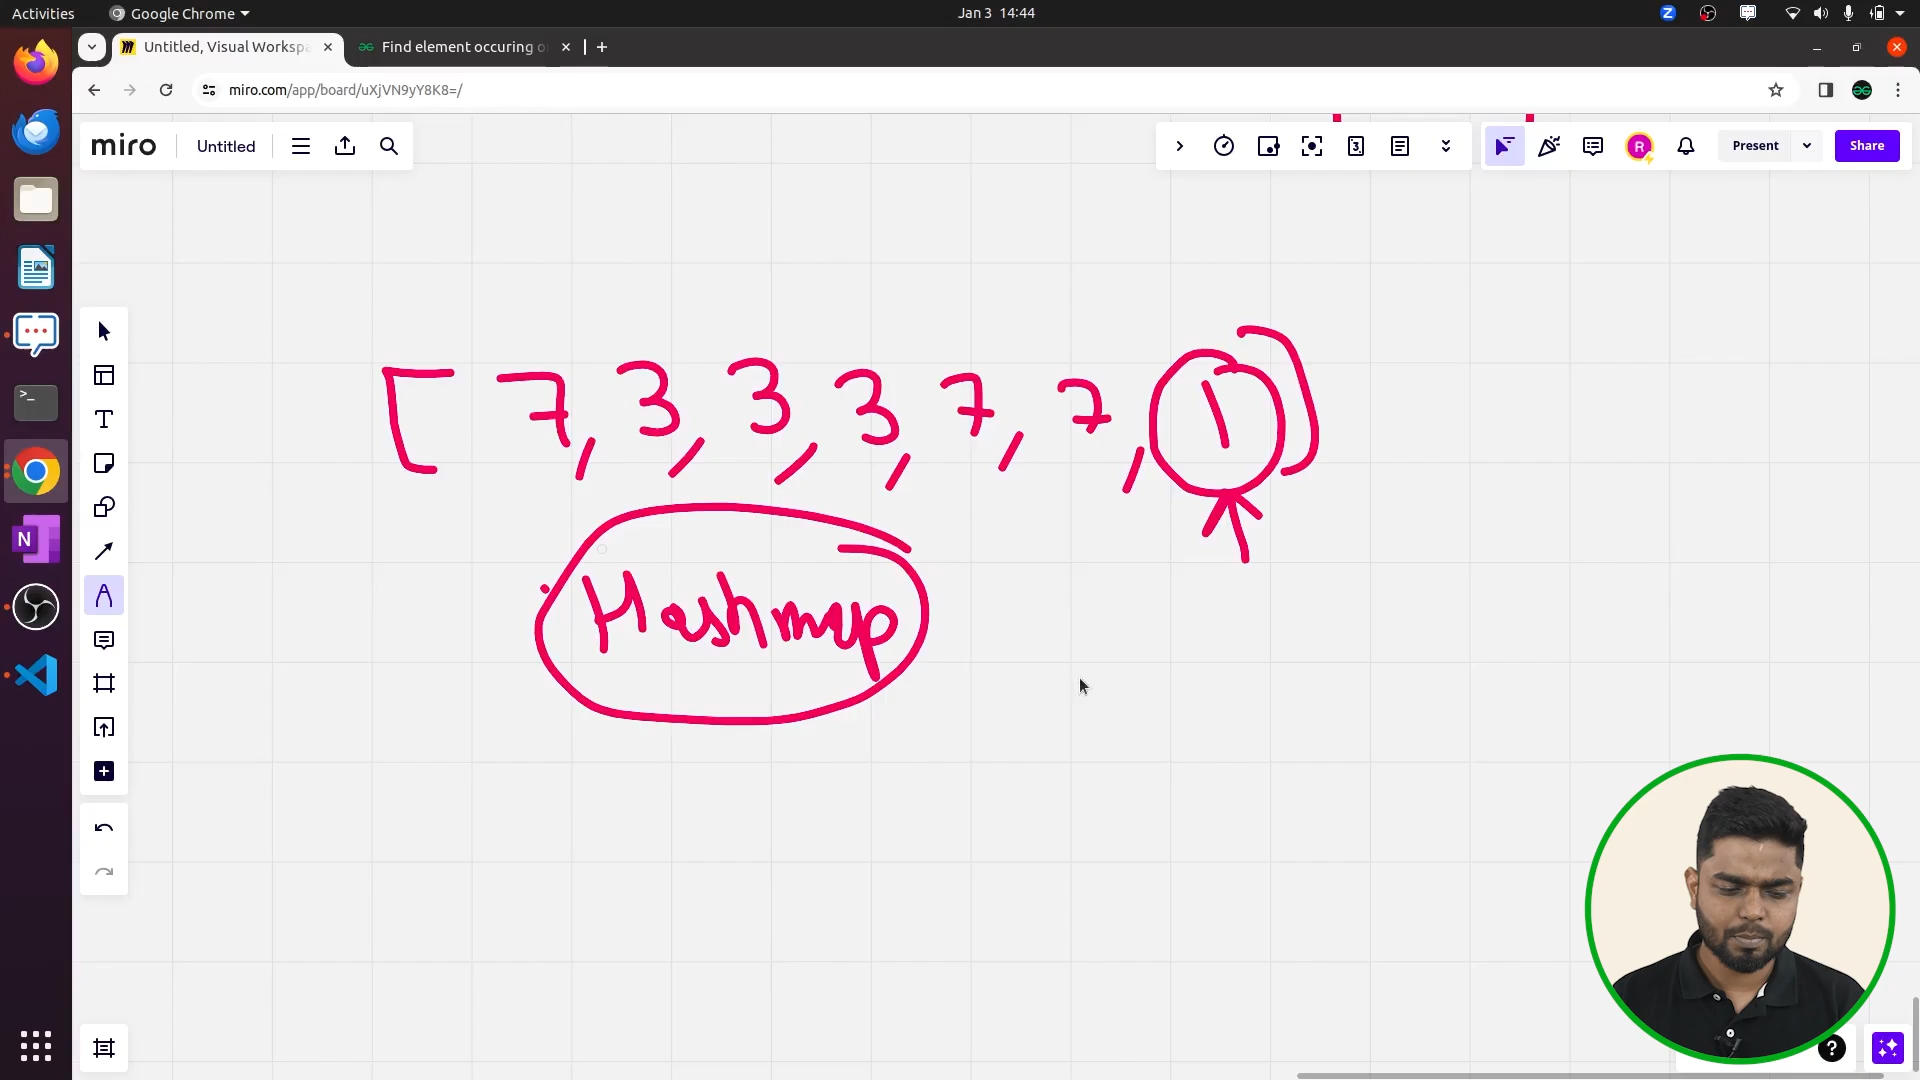 Activities
Google Chrome
Jan 3 14:44
Z
Untitled, Visual Worksp
Find element occuring o
miro.com/app/board/uXjVN9yY8K8=/
miro
Untitled
3
R
Present
Share
[ 7, 3, 3, 3, 7, 7, 1 ]
Hashmap
T
N
>_
?